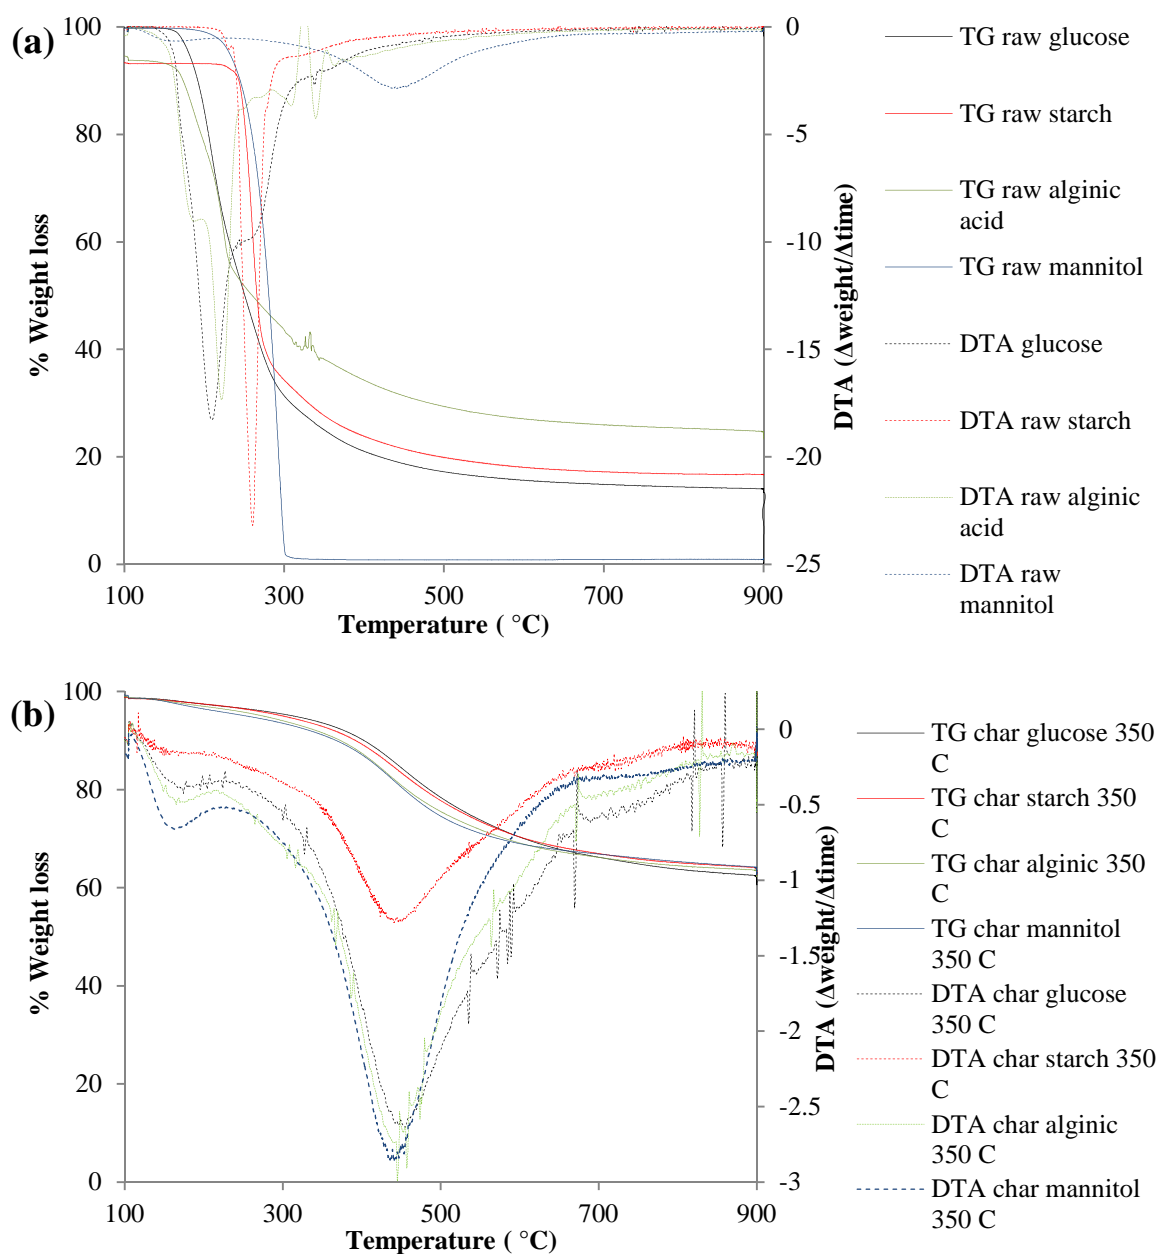 (a)
100
80
60
40
20
0
% Weight loss
100
300
500
700
900
Temperature ( °C)
0
-5
-10
-15
-20
-25
DTA (Δweight/Δtime)
TG raw glucose
TG raw starch
TG raw alginic
acid
TG raw mannitol
DTA glucose
DTA raw starch
DTA raw alginic
acid
DTA raw
mannitol
(b)
100
80
60
40
20
0
% Weight loss
100
300
500
700
900
Temperature ( °C)
0
-0.5
-1
-1.5
-2
-2.5
-3
DTA (Δweight/Δtime)
TG char glucose 350
C
TG char starch 350
C
TG char alginic 350
C
TG char mannitol
350 C
DTA char glucose
350 C
DTA char starch 350
C
DTA char alginic
350 C
DTA char mannitol
350 C